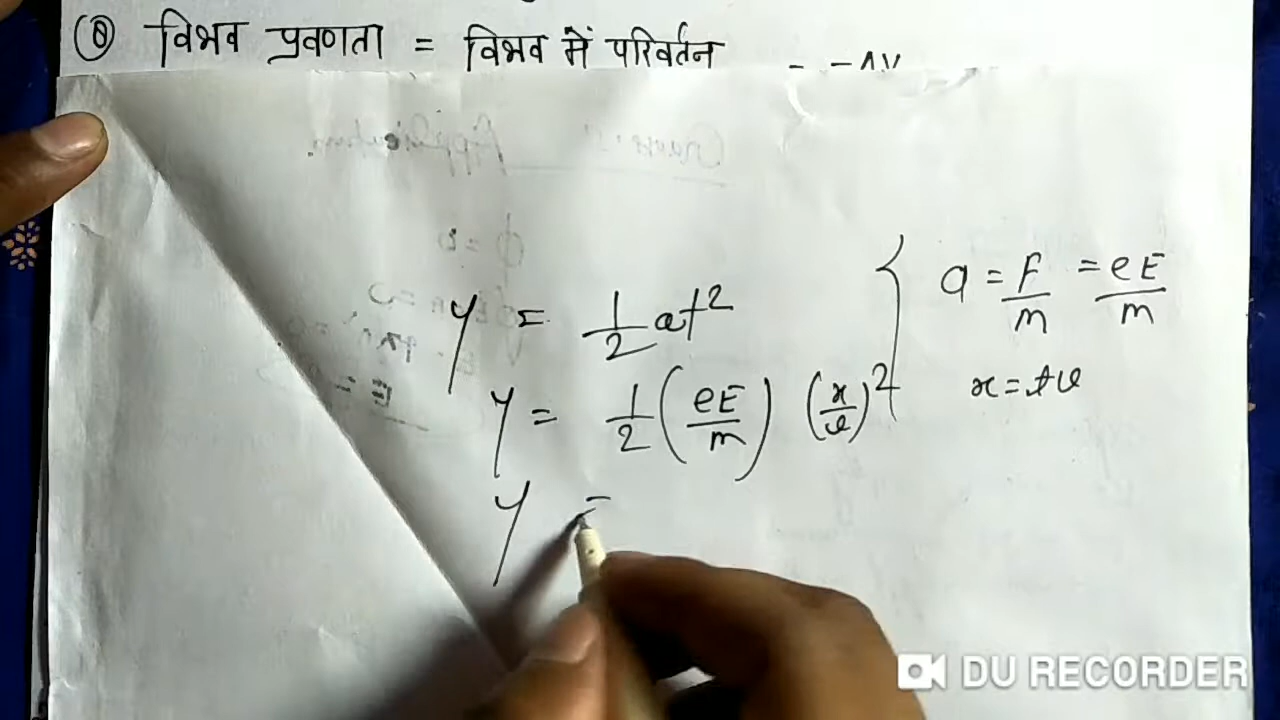 ⑧ विभव प्रवणता = विभव में परिवर्तन
a = F/m = eE/m
y = 1/2 at²
x = tv
y = 1/2 (eE/m) (x/v)²
y =
DU RECORDER